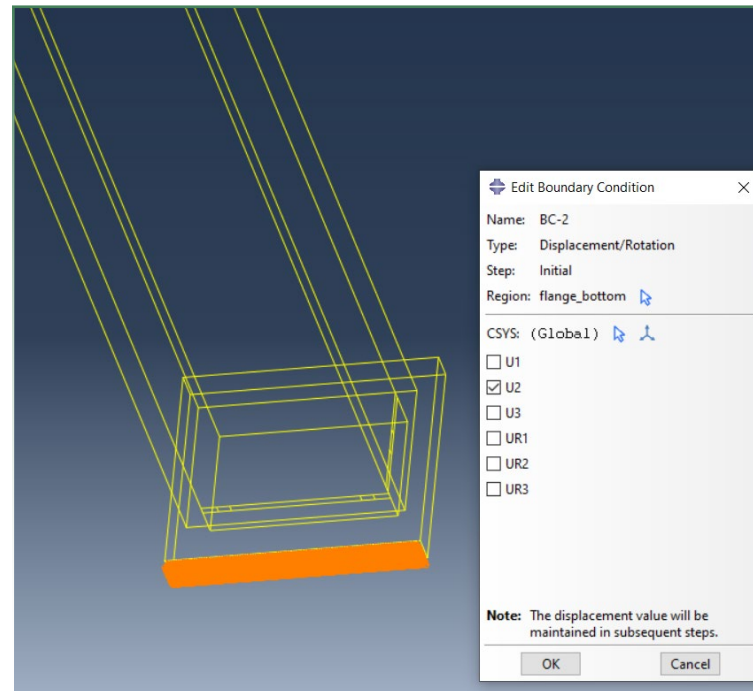 Edit Boundary Condition
Name: BC-2
Type: Displacement/Rotation
Step: Initial
Region: flange_bottom
CSYS: (Global)
U1
U2
U3
UR1
UR2
UR3
Note: The displacement value will be
maintained in subsequent steps.
OK Cancel